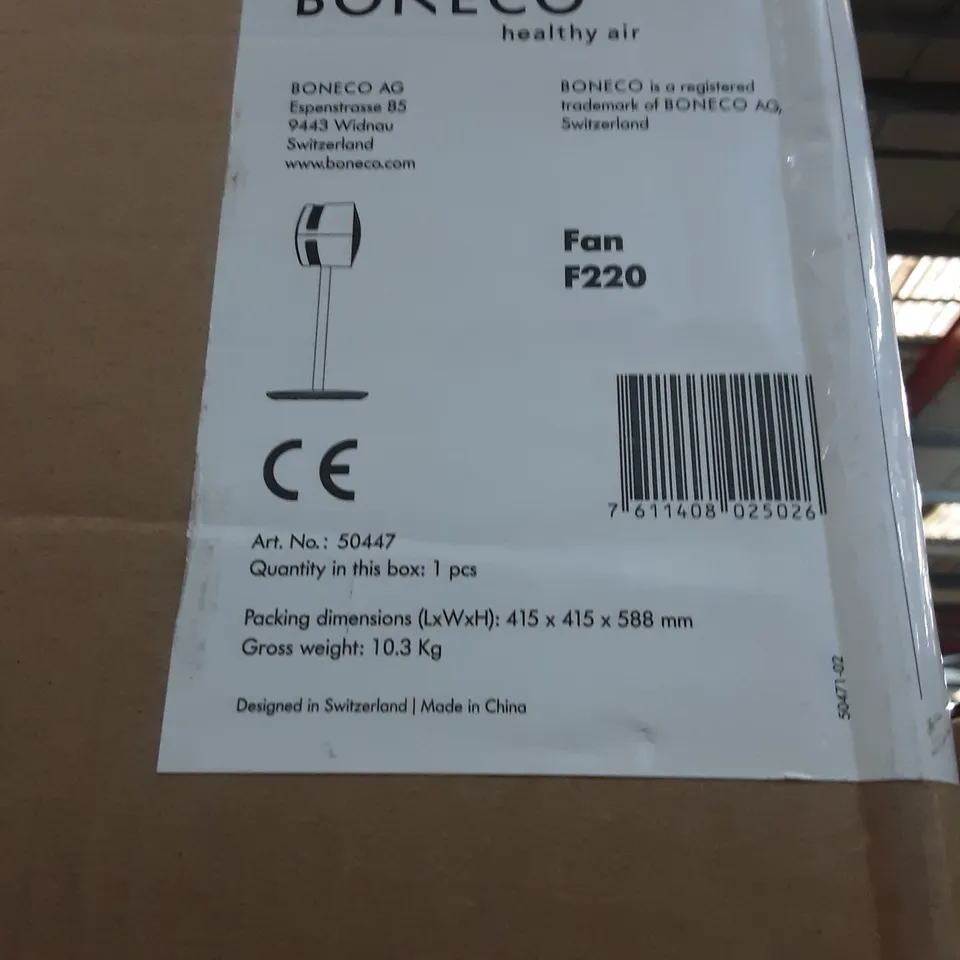 BONECO
healthy air
BONECO AG
Espenstrasse 85
9443 Widnau
Switzerland
www.boneco.com
BONECO is a registered
trademark of BONECO AG,
Switzerland
Fan
F220
CE
7 611408 025026
Art. No.: 50447
Quantity in this box: 1 pcs
Packing dimensions (LxWxH): 415 x 415 x 588 mm
Gross weight: 10.3 Kg
Designed in Switzerland | Made in China
50471-02